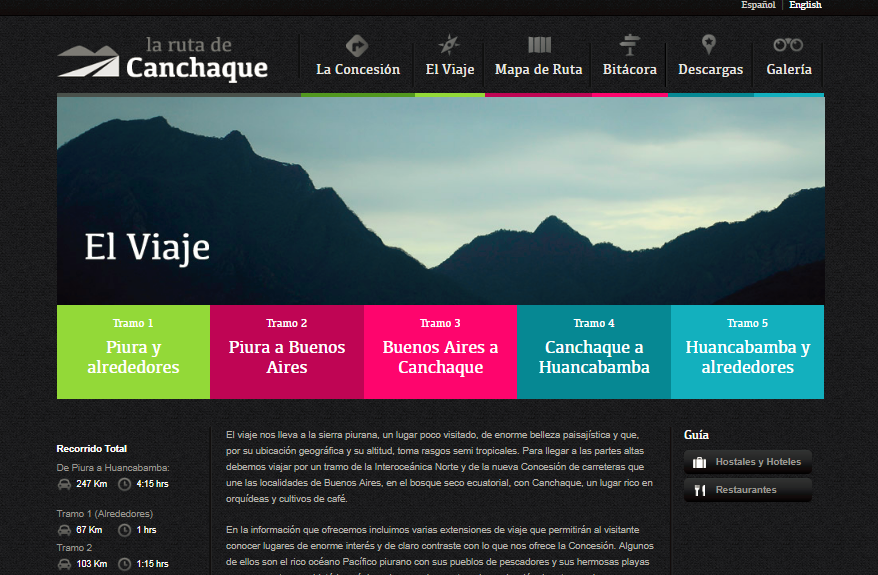 Español | English
la ruta de
Canchaque
La Concesión
El Viaje
Mapa de Ruta
Bitácora
Descargas
Galería
El Viaje
Tramo 1
Piura y
alrededores
Tramo 2
Piura a Buenos
Aires
Tramo 3
Buenos Aires a
Canchaque
Tramo 4
Canchaque a
Huancabamba
Tramo 5
Huancabamba y
alrededores
Recorrido Total
De Piura a Huancabamba:
247 Km 4:15 hrs
Tramo 1 (Alrededores)
67 Km 1 hrs
Tramo 2
103 Km 1:15 hrs
El viaje nos lleva a la sierra piurana, un lugar poco visitado, de enorme belleza paisajística y que,
por su ubicación geográfica y su altitud, toma rasgos semi tropicales. Para llegar a las partes altas
debemos viajar por un tramo de la Interoceánica Norte y de la nueva Concesión de carreteras que
une las localidades de Buenos Aires, en el bosque seco ecuatorial, con Canchaque, un lugar rico en
orquídeas y cultivos de café.
En la información que ofrecemos incluimos varias extensiones de viaje que permitirán al visitante
conocer lugares de enorme interés y de claro contraste con lo que nos ofrece la Concesión. Algunos
de ellos son el rico océano Pacífico piurano con sus pueblos de pescadores y sus hermosas playas
Guía
Hostales y Hoteles
Restaurantes